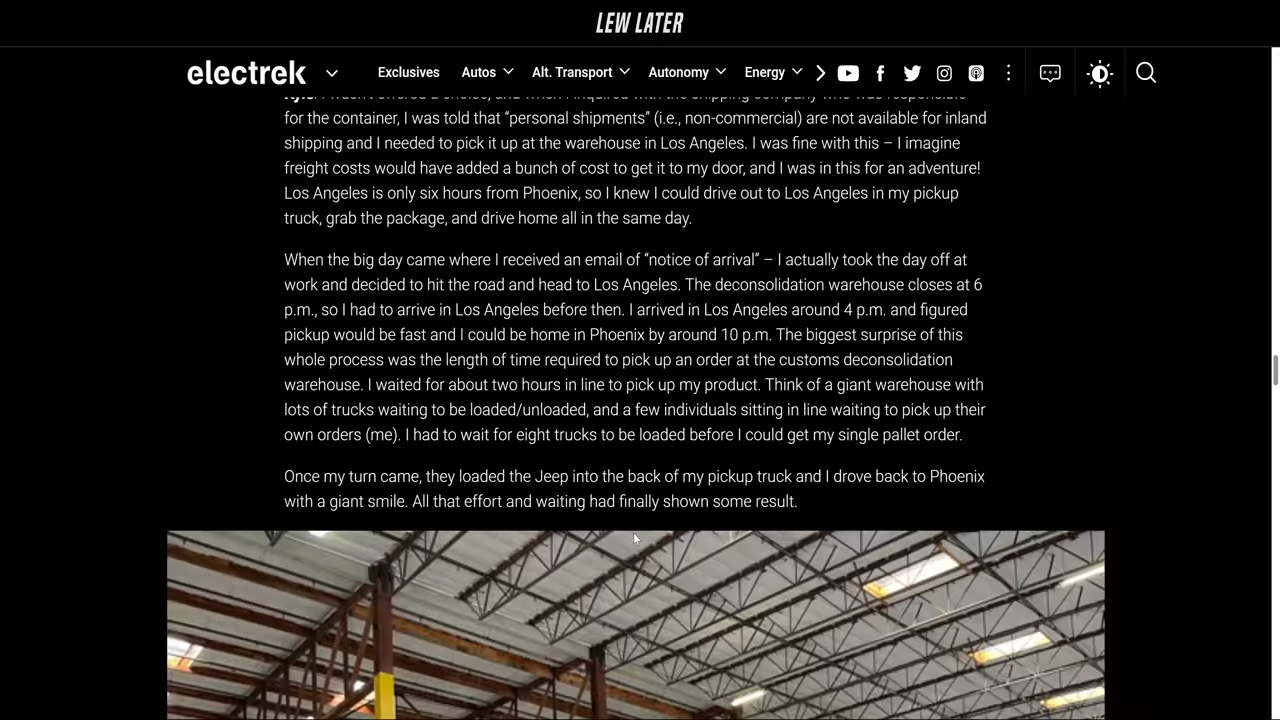 LEW LATER
electrek
Exclusives Autos Alt. Transport Autonomy Energy
for the container, I was told that “personal shipments” (i.e., non-commercial) are not available for inland
shipping and I needed to pick it up at the warehouse in Los Angeles. I was fine with this – I imagine
freight costs would have added a bunch of cost to get it to my door, and I was in this for an adventure!
Los Angeles is only six hours from Phoenix, so I knew I could drive out to Los Angeles in my pickup
truck, grab the package, and drive home all in the same day.
When the big day came where I received an email of “notice of arrival” – I actually took the day off at
work and decided to hit the road and head to Los Angeles. The deconsolidation warehouse closes at 6
p.m., so I had to arrive in Los Angeles before then. I arrived in Los Angeles around 4 p.m. and figured
pickup would be fast and I could be home in Phoenix by around 10 p.m. The biggest surprise of this
whole process was the length of time required to pick up an order at the customs deconsolidation
warehouse. I waited for about two hours in line to pick up my product. Think of a giant warehouse with
lots of trucks waiting to be loaded/unloaded, and a few individuals sitting in line waiting to pick up their
own orders (me). I had to wait for eight trucks to be loaded before I could get my single pallet order.
Once my turn came, they loaded the Jeep into the back of my pickup truck and I drove back to Phoenix
with a giant smile. All that effort and waiting had finally shown some result.